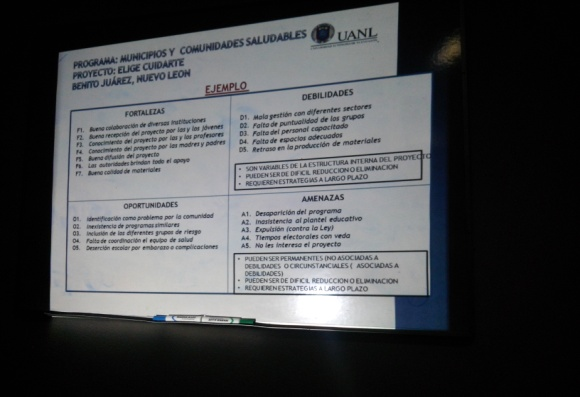 PROGRAMA: MUNICIPIOS Y COMUNIDADES SALUDABLES
PROYECTO: ELIGE CUIDARTE
BENITO JUÁREZ, NUEVO LEON
UANL
EJEMPLO
FORTALEZAS
F1. Buena colaboración de diversas instituciones
F2. Buena recepción del proyecto por las y los jóvenes
F3. Conocimiento del proyecto por las y los profesores
F4. Conocimiento del proyecto por las madres y padres
F5. Buena difusión del proyecto
F6. Las autoridades brindan todo el apoyo
F7. Buena calidad de materiales
DEBILIDADES
D1. Mala gestión con diferentes sectores
D2. Falta de puntualidad de los grupos
D3. Falta del personal capacitado
D4. Falta de espacios adecuados
D5. Retraso en la producción de materiales
• SON VARIABLES DE LA ESTRUCTURA INTERNA DEL PROYECTO
• PUEDEN SER DE DIFICIL REDUCCION O ELIMINACION
• REQUIEREN ESTRATEGIAS A LARGO PLAZO
OPORTUNIDADES
O1. Identificación como problema por la comunidad
O2. Inexistencia de programas similares
O3. Inclusión de los diferentes grupos de riesgo
O4. Falta de coordinación el equipo de salud
O5. Deserción escolar por embarazo o complicaciones
AMENAZAS
A1. Desaparición del programa
A2. Inasistencia al plantel educativo
A3. Expulsión (contra la Ley)
A4. Tiempos electorales con veda
A5. No les interesa el proyecto
• PUEDEN SER PERMANENTES (NO ASOCIADAS A
DEBILIDADES O CIRCUNSTANCIALES ( ASOCIADAS A
DEBILIDADES)
• PUEDEN SER DE DIFICIL REDUCCION O ELIMINACION
• REQUIEREN ESTRATEGIAS A LARGO PLAZO